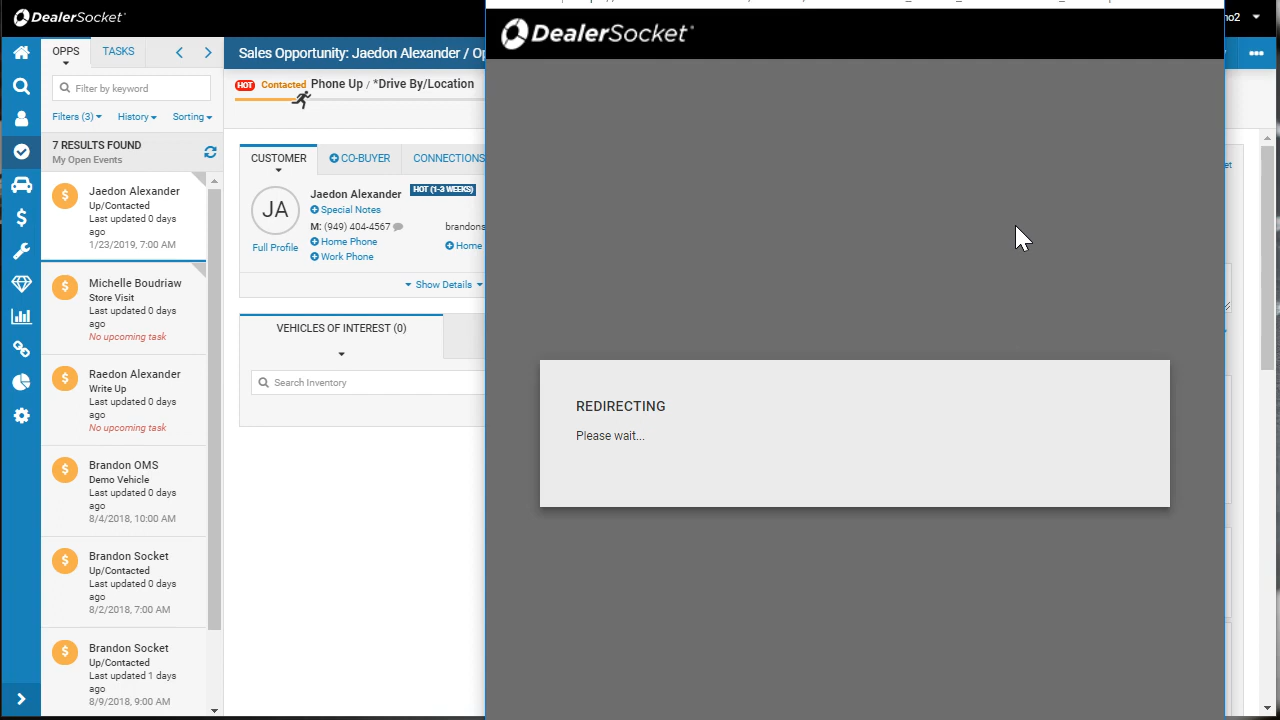 DealerSocket
no2
DealerSocket
OPPS
TASKS
Filter by keyword
Filters (3)
History
Sorting
7 RESULTS FOUND
My Open Events
Jaedon Alexander
Up/Contacted
Last updated 0 days
ago
1/23/2019, 7:00 AM
Michelle Boudriaw
Store Visit
Last updated 0 days
ago
No upcoming task
Raedon Alexander
Write Up
Last updated 0 days
ago
No upcoming task
Brandon OMS
Demo Vehicle
Last updated 0 days
ago
8/4/2018, 10:00 AM
Brandon Socket
Up/Contacted
Last updated 0 days
ago
8/2/2018, 7:00 AM
Brandon Socket
Up/Contacted
Last updated 1 days
ago
8/9/2018, 9:00 AM
Sales Opportunity: Jaedon Alexander / Op
HOT Contacted Phone Up / *Drive By/Location
CUSTOMER
CO-BUYER
CONNECTIONS
JA
Full Profile
Jaedon Alexander
HOT (1-3 WEEKS)
Special Notes
M: (949) 404-4567
brandons
Home Phone
Home
Work Phone
Show Details
VEHICLES OF INTEREST (0)
Search Inventory
REDIRECTING
Please wait...
et